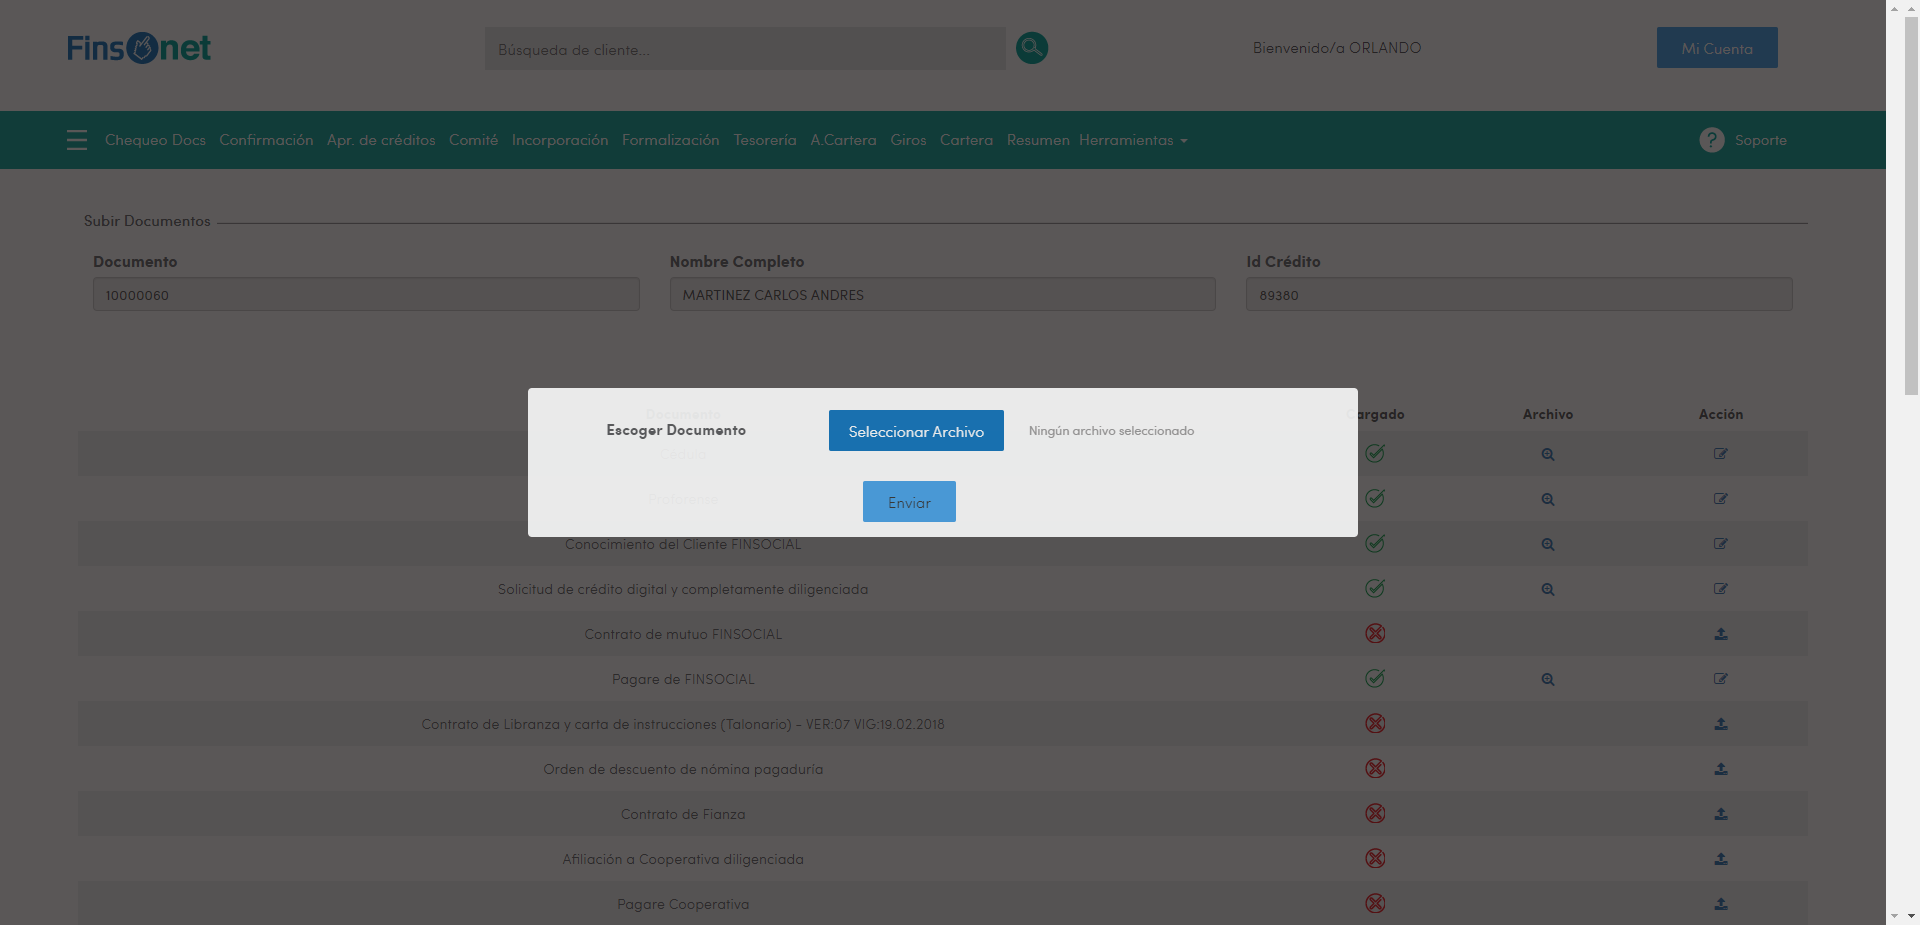 Finsonet
Búsqueda de cliente...
Bienvenido/a ORLANDO
Mi Cuenta
Chequeo Docs Confirmación Apr. de créditos Comité Incorporación Formalización Tesorería A.Cartera Giros Cartera Resumen Herramientas
? Soporte
Subir Documentos
Documento Nombre Completo Id Crédito
10000060 MARTINEZ CARLOS ANDRES 89380
Documento Cargado Archivo Acción
Escoger Documento Seleccionar Archivo Ningún archivo seleccionado
Enviar
Conocimiento del Cliente FINSOCIAL
Solicitud de crédito digital y completamente diligenciada
Contrato de mutuo FINSOCIAL
Pagare de FINSOCIAL
Contrato de Libranza y carta de instrucciones (Talonario) - VER:07 VIG:19.02.2018
Orden de descuento de nómina pagaduría
Contrato de Fianza
Afiliación a Cooperativa diligenciada
Pagare Cooperativa